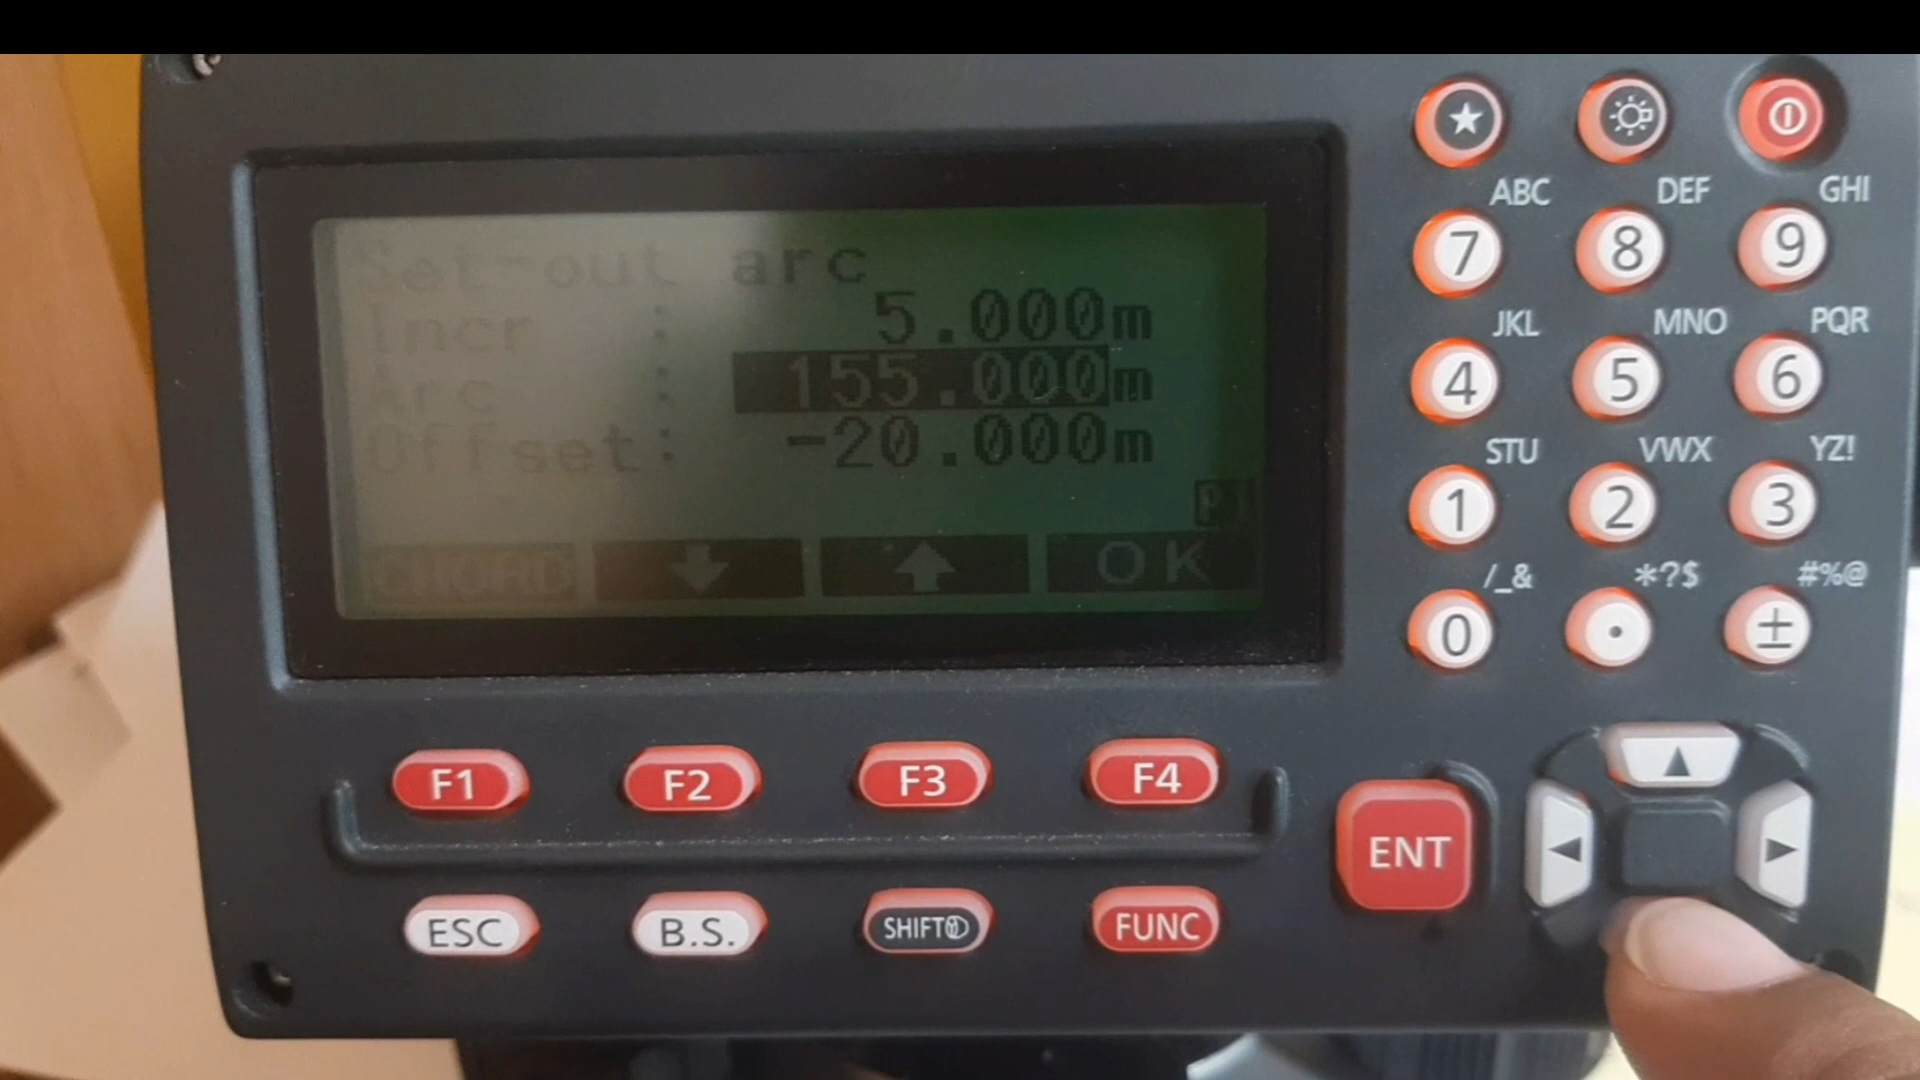 Set-out arc
Incr : 5.000m
Arc : 155.000m
Offset: -20.000m
P1
CHORD ↓ ↑ OK
★
ABC DEF GHI
7 8 9
JKL MNO PQR
4 5 6
STU VWX YZ!
1 2 3
/_& *?$ #%@
0 . ±
F1 F2 F3 F4
ENT
▲
◀ ▶
ESC B.S. SHIFT FUNC